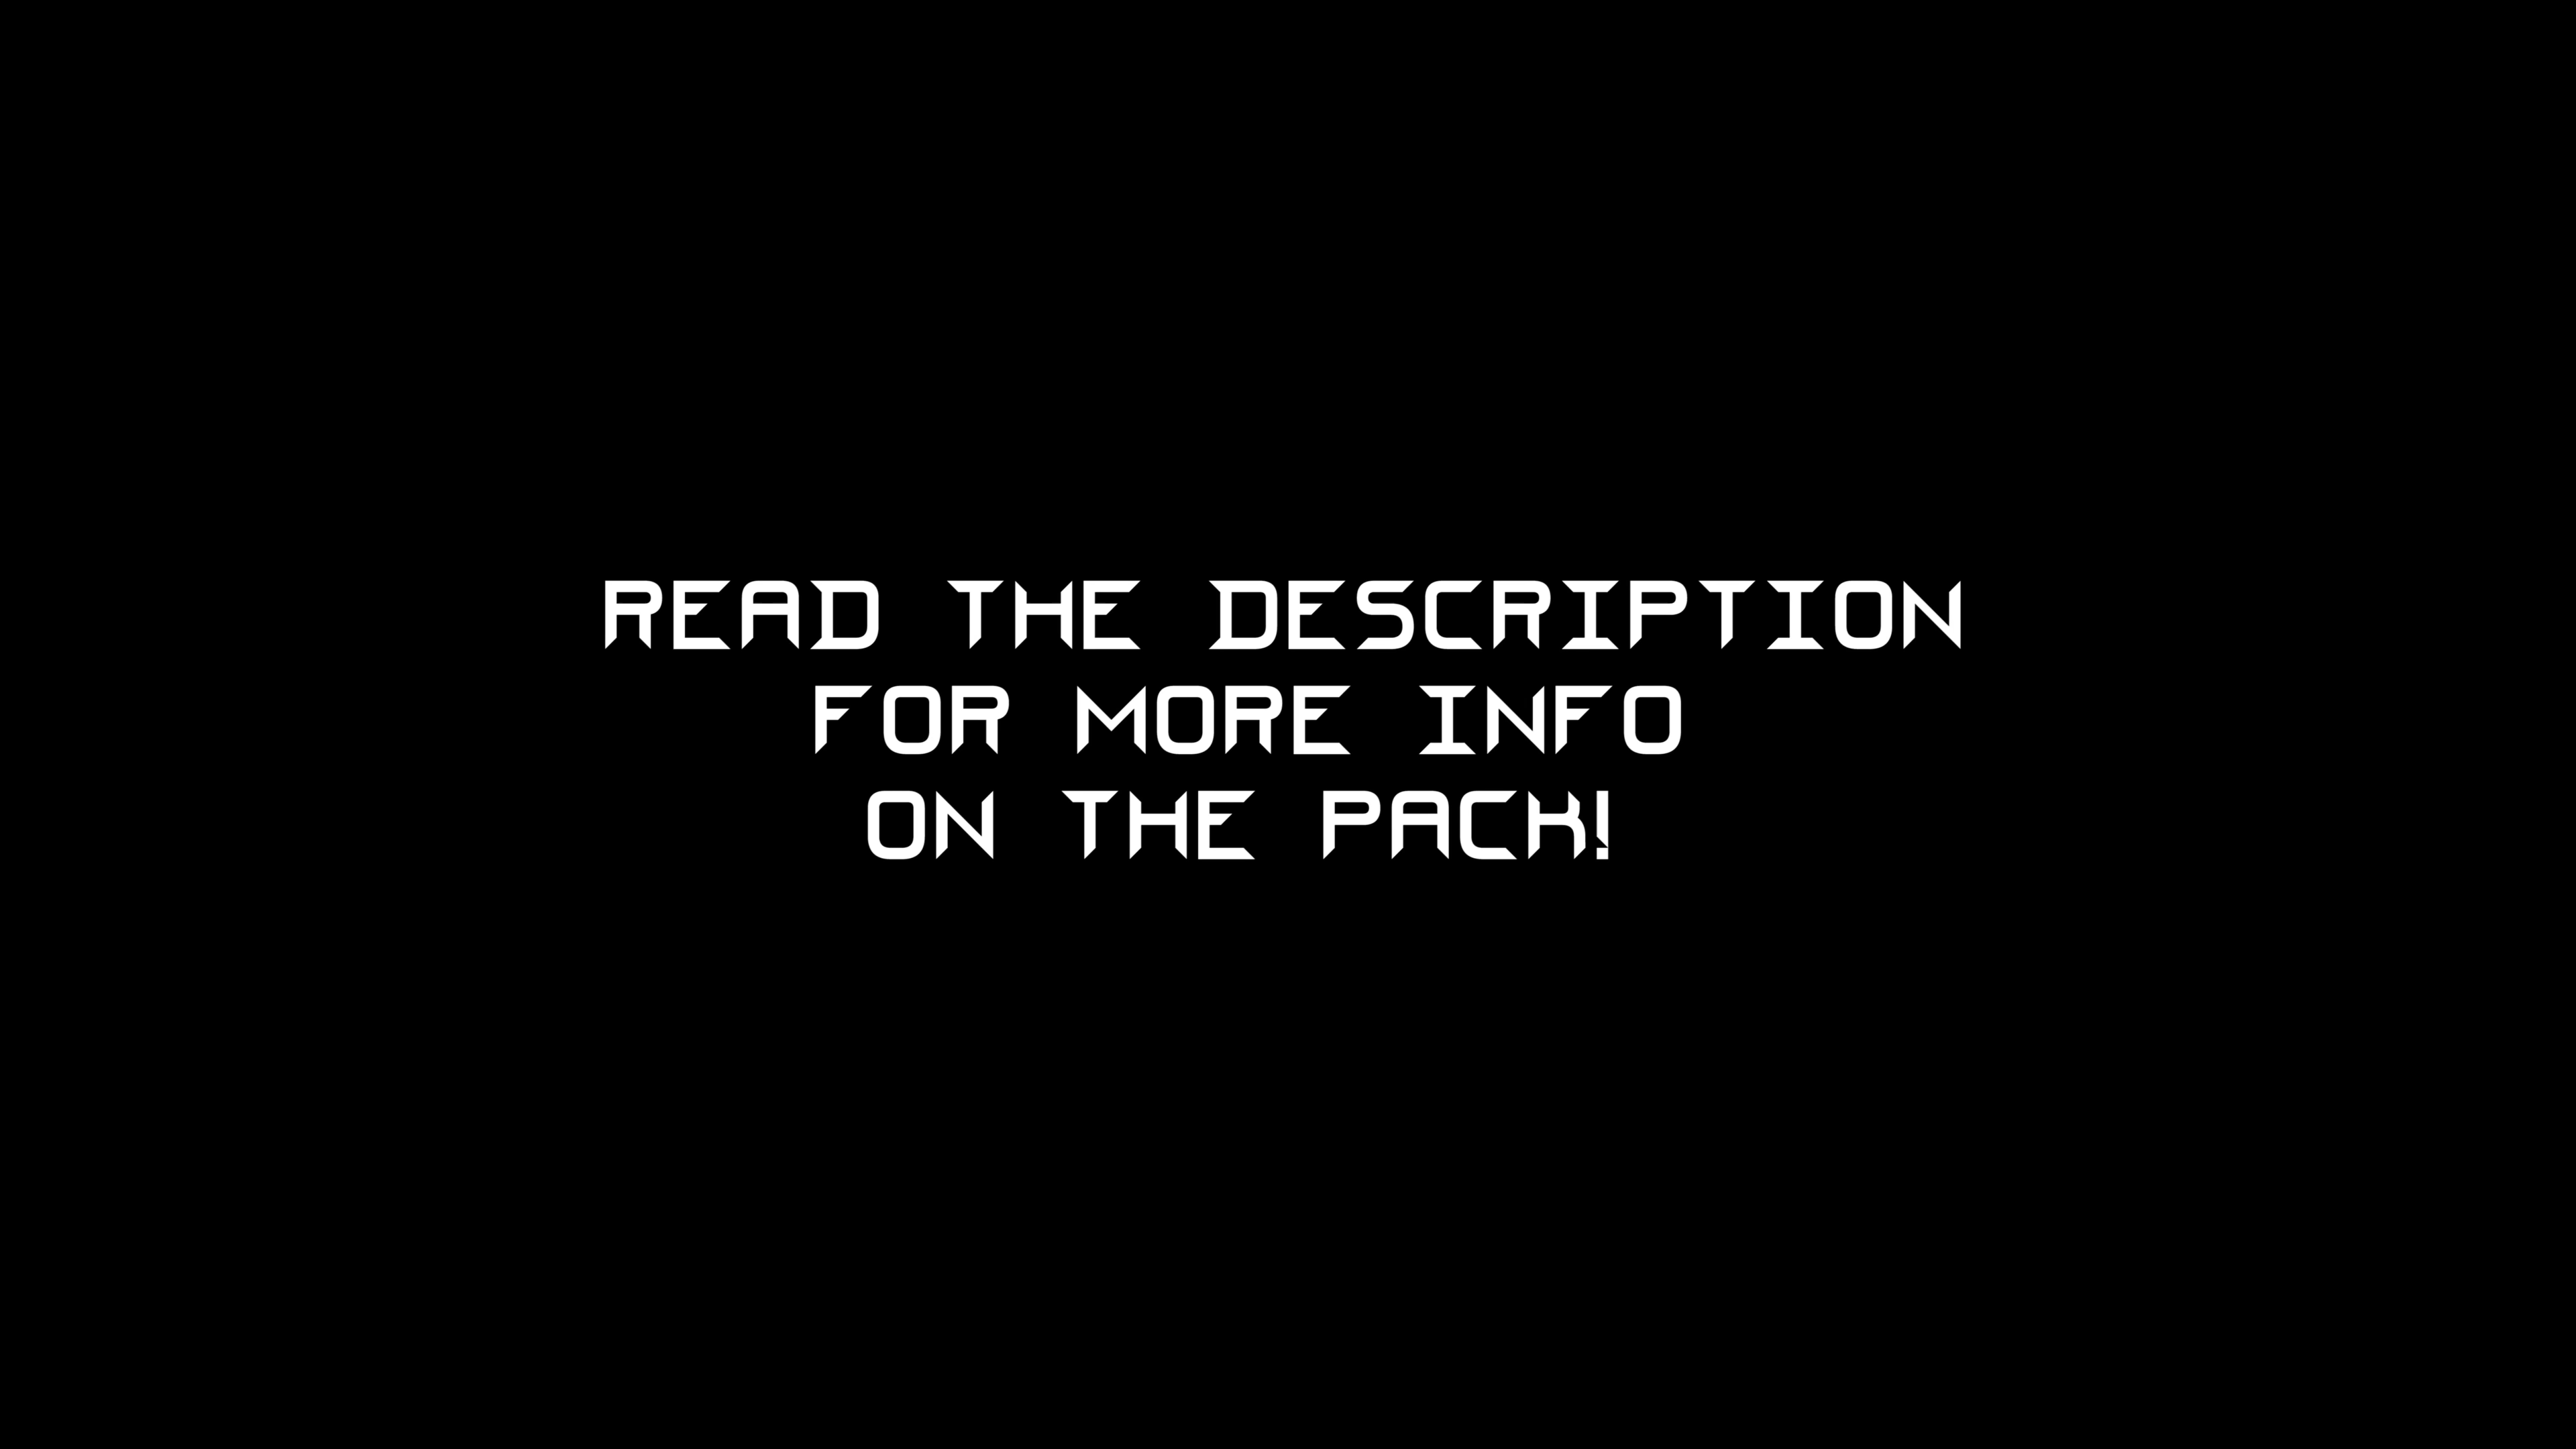 READ THE DESCRIPTION
FOR MORE INFO
ON THE PACK!